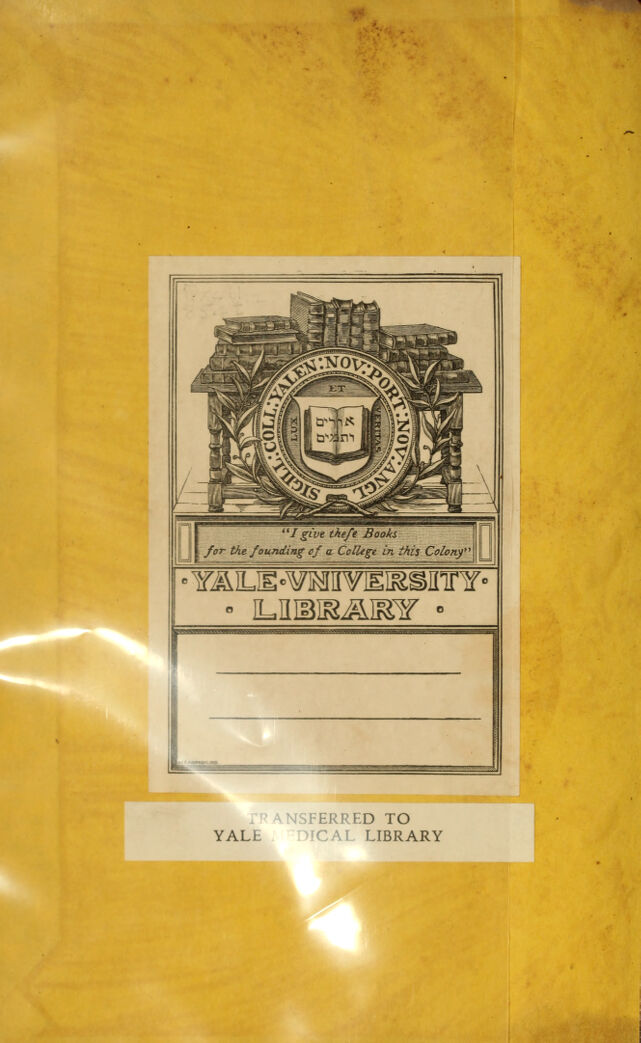 SIGILL:COLL:YALEN:NOV:PORT:NOV:ANGL
LUX
ET
VERITAS
אורים
ותמים
"I give theſe Books
for the founding of a College in this Colony"
·YALE·VNIVERSITY·
· LIBRARY ·
TRANSFERRED TO
YALE MEDICAL LIBRARY